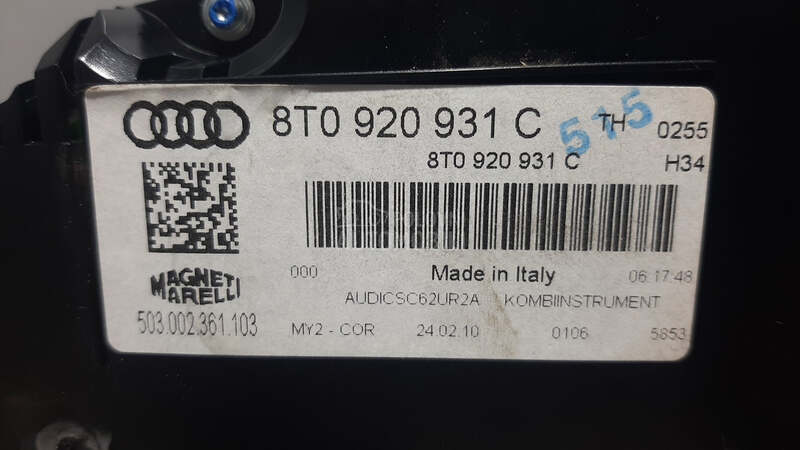 8T0 920 931 C
515
TH
0255
8T0 920 931 C
H34
000
Made in Italy
06:17:48
MAGNETI
MARELLI
AUDICSC62UR2A KOMBIINSTRUMENT
503.002.361.103
MY2 - COR
24.02.10
0106
5853